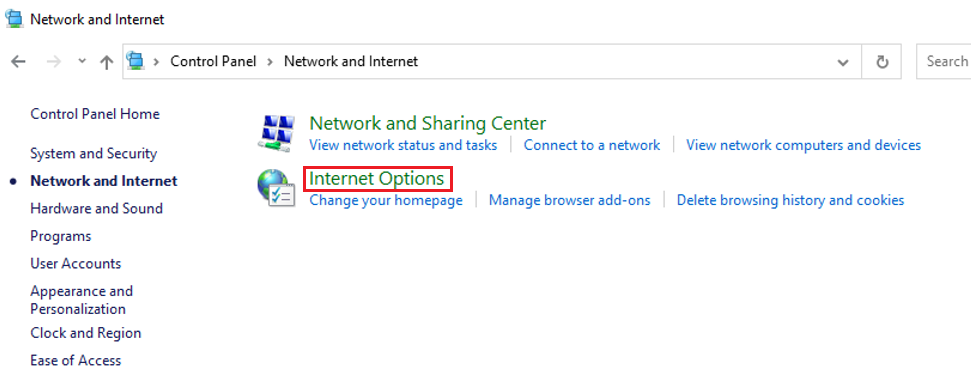 Network and Internet
Control Panel > Network and Internet
Search
Control Panel Home
System and Security
Network and Internet
Hardware and Sound
Programs
User Accounts
Appearance and
Personalization
Clock and Region
Ease of Access
Network and Sharing Center
View network status and tasks
Connect to a network
View network computers and devices
Internet Options
Change your homepage
Manage browser add-ons
Delete browsing history and cookies